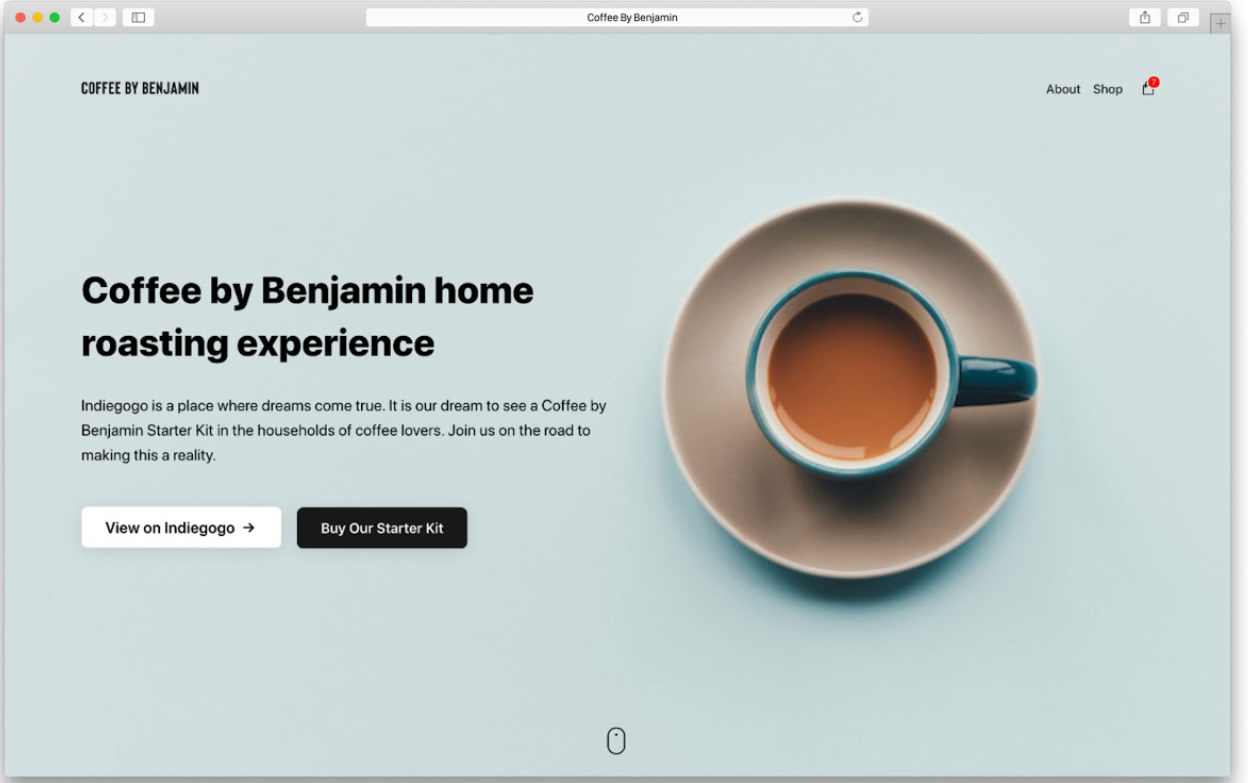 Coffee By Benjamin
COFFEE BY BENJAMIN
About Shop
7
Coffee by Benjamin home
roasting experience
Indiegogo is a place where dreams come true. It is our dream to see a Coffee by
Benjamin Starter Kit in the households of coffee lovers. Join us on the road to
making this a reality.
View on Indiegogo →
Buy Our Starter Kit